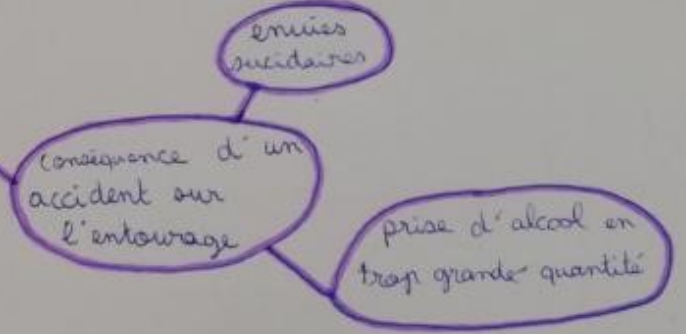 envies
suicidaires
conséquence d'un
accident sur
l'entourage
prise d'alcool en
trop grande quantité